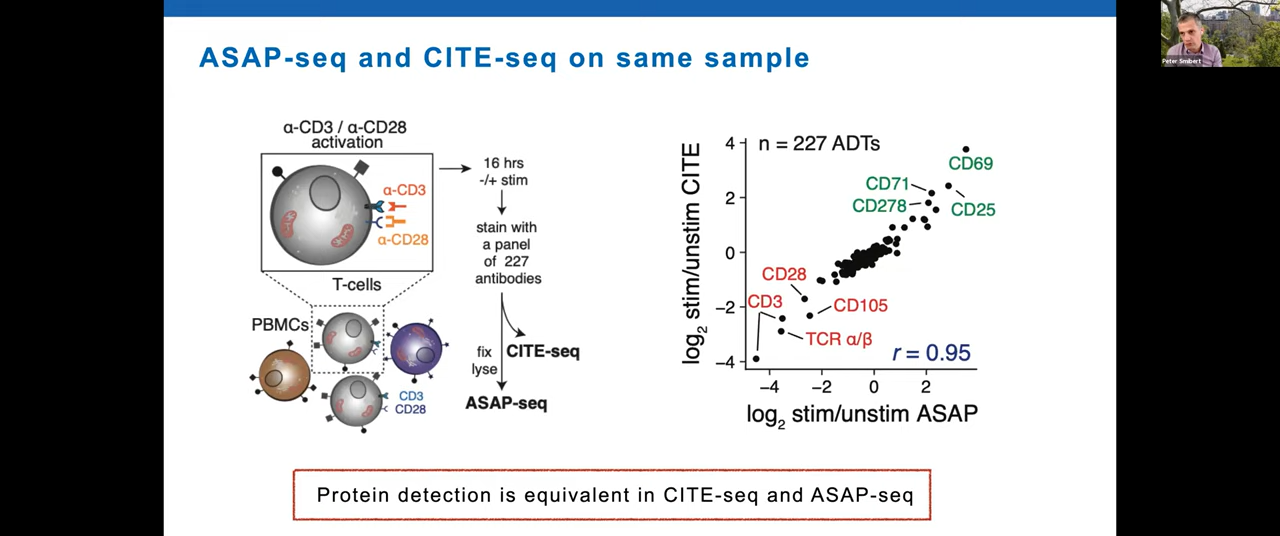 ASAP-seq and CITE-seq on same sample
Peter Smibert
α-CD3 / α-CD28
activation
α-CD3
α-CD28
T-cells
PBMCs
CD3
CD28
16 hrs
-/+ stim
stain with
a panel
of 227
antibodies
fix
lyse
CITE-seq
ASAP-seq
n = 227 ADTs
log2 stim/unstim CITE
4
2
0
−2
−4
CD69
CD71
CD278
CD25
CD28
CD3
CD105
TCR α/β
r = 0.95
−4
−2
0
2
log2 stim/unstim ASAP
Protein detection is equivalent in CITE-seq and ASAP-seq